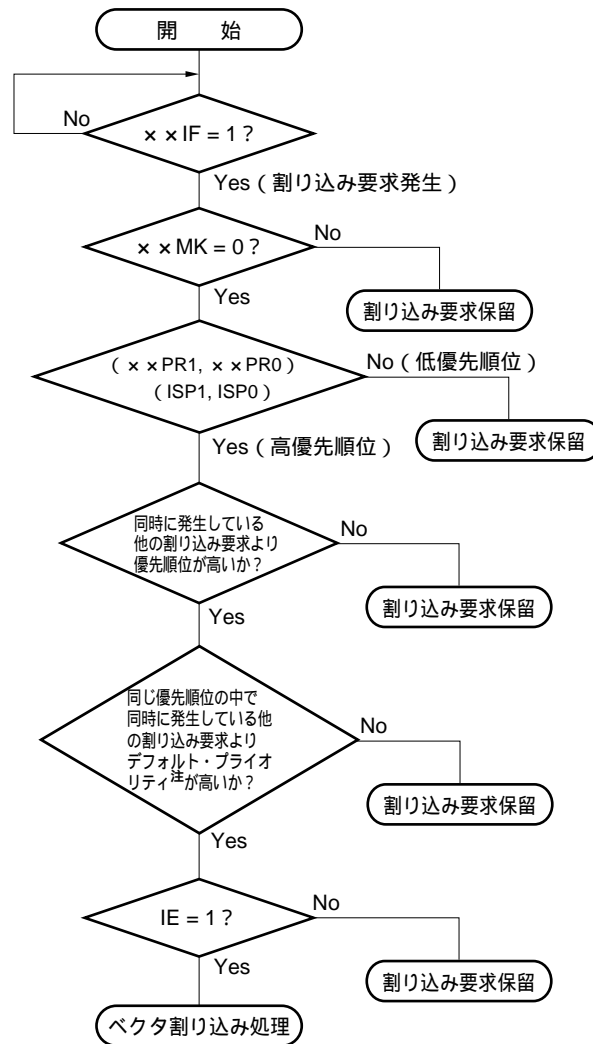 開 始
No
××IF = 1？
Yes（割り込み要求発生）
××MK = 0？
No
Yes
割り込み要求保留
（××PR1, ××PR0）
(ISP1, ISP0)
No（低優先順位）
Yes（高優先順位）
割り込み要求保留
同時に発生している
他の割り込み要求より
優先順位が高いか？
No
Yes
割り込み要求保留
同じ優先順位の中で
同時に発生している他
の割り込み要求より
デフォルト・プライオ
リティ注が高いか？
No
Yes
割り込み要求保留
IE = 1？
No
Yes
割り込み要求保留
ベクタ割り込み処理